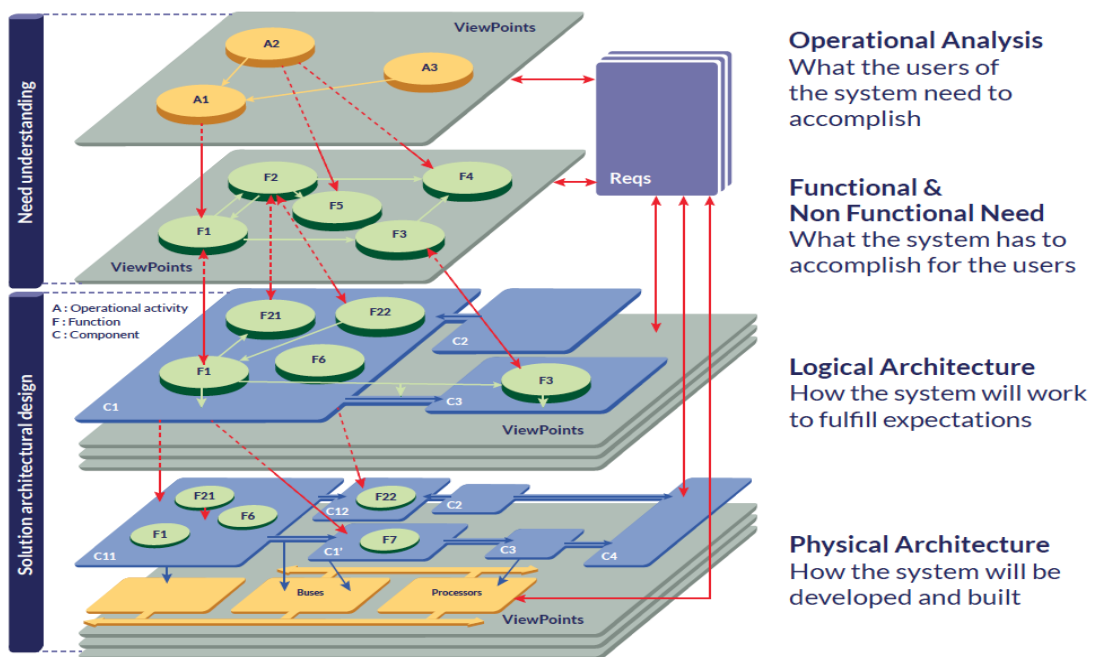 Need understanding
ViewPoints
A2
A3
A1
Reqs
Operational Analysis
What the users of
the system need to
accomplish
F2
F4
F5
F1
F3
ViewPoints
Functional &
Non Functional Need
What the system has to
accomplish for the users
Solution architectural design
A : Operational activity
F : Function
C : Component
F21
F22
C2
F6
F1
F3
C1
C3
ViewPoints
Logical Architecture
How the system will work
to fulfill expectations
F21
F6
F1
C11
F22
C12
C2
F7
C1'
C3
C4
Buses
Processors
ViewPoints
Physical Architecture
How the system will be
developed and built